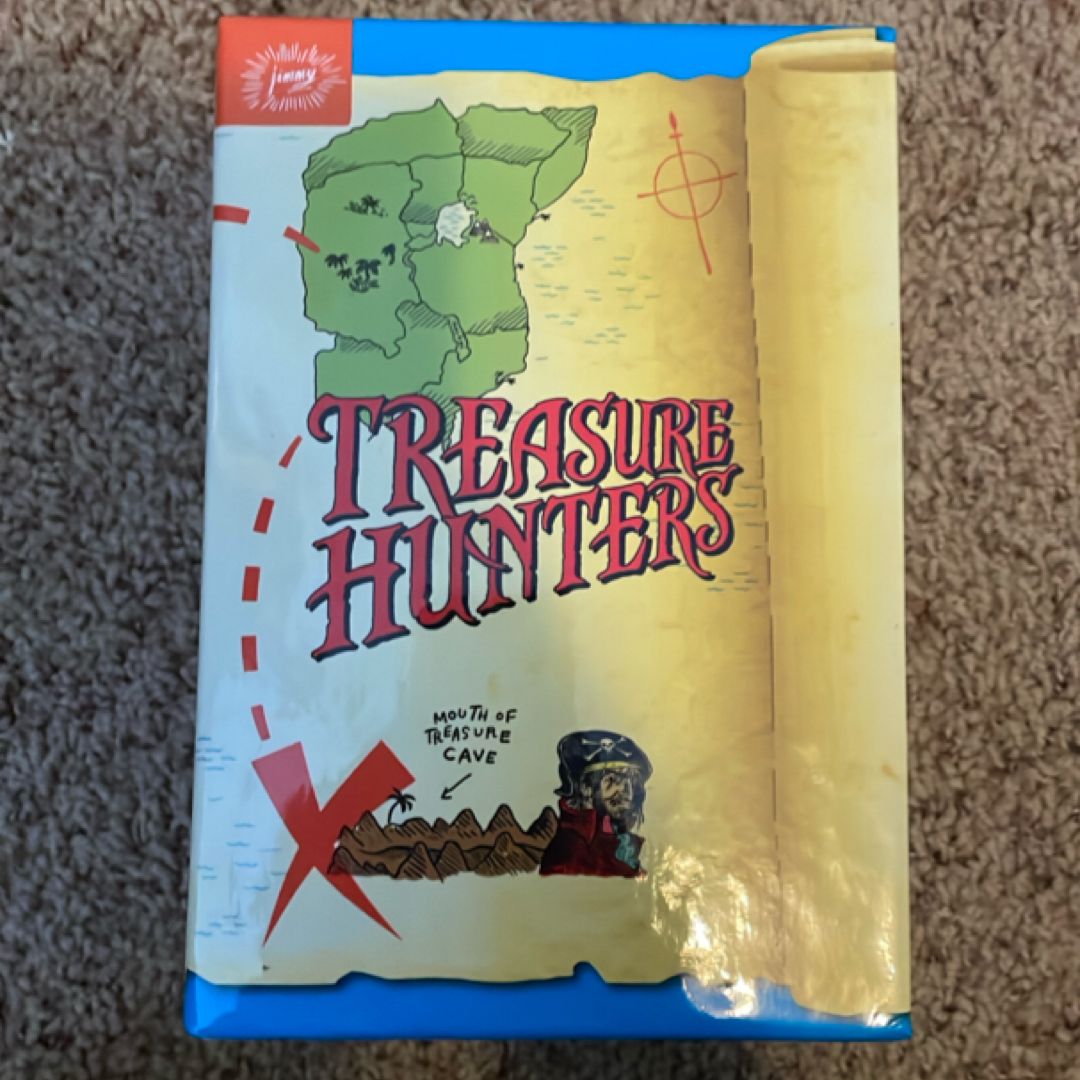 jimmy
TREASURE
HUNTERS
MOUTH OF
TREASURE
CAVE